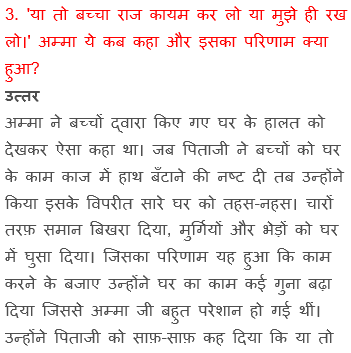 3. 'या तो बच्चा राज कायम कर लो या मुझे ही रख
लो।' अम्मा ये कब कहा और इसका परिणाम क्या
हुआ?
उत्तर
अम्मा ने बच्चों द्वारा किए गए घर के हालत को
देखकर ऐसा कहा था। जब पिताजी ने बच्चों को घर
के काम काज में हाथ बँटाने की नष्ट दी तब उन्होंने
किया इसके विपरीत सारे घर को तहस-नहस। चारों
तरफ़ समान बिखरा दिया, मुर्गियों और भेड़ों को घर
में घुसा दिया। जिसका परिणाम यह हुआ कि काम
करने के बजाए उन्होंने घर का काम कई गुना बढ़ा
दिया जिससे अम्मा जी बहुत परेशान हो गई थीं।
उन्होंने पिताजी को साफ़-साफ़ कह दिया कि या तो